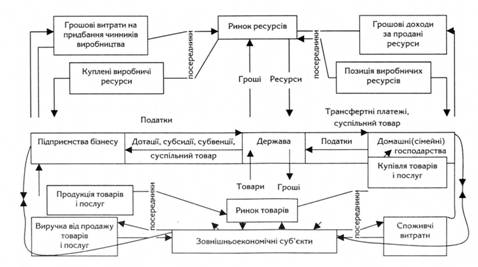 Грошові витрати на
придбання чинників
виробництва
посередники
Ринок ресурсів
посередники
Грошові доходи
за продані
ресурси
Куплені виробничі
ресурси
Гроші
Ресурси
Позиція виробничих
ресурсів
Податки
Трансфертні платежі,
суспільний товар
Підприємства бізнесу
Дотації, субсидії, субвенції,
суспільний товар
Держава
Податки
Домашні(сімейні)
господарства
Купівля товарів
і послуг
Товари
Гроші
Продукція товарів
і послуг
посередники
Ринок товарів
посередники
Виручка від продажу
товарів
і послуг
Зовнішньоекономічні суб'єкти
Споживчі
витрати